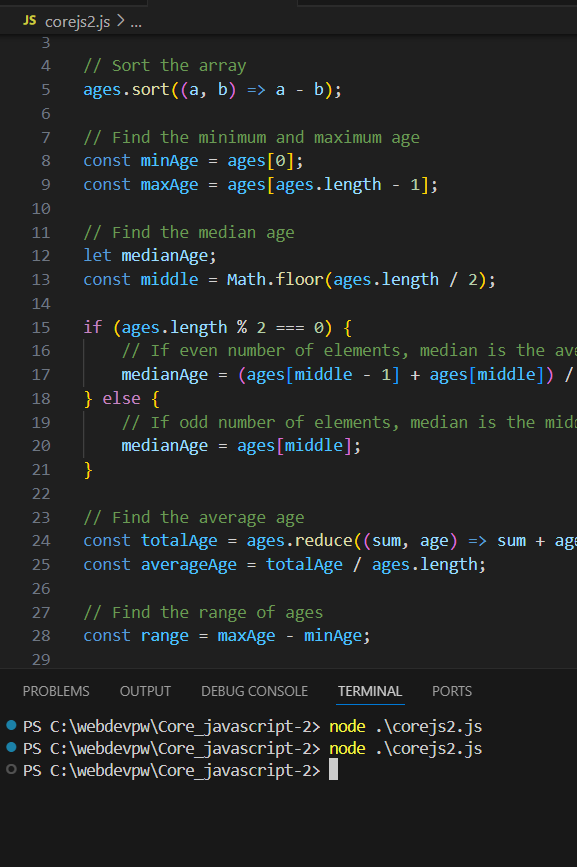 JS corejs2.js > ...
3
4 // Sort the array
5 ages.sort((a, b) => a - b);
6
7 // Find the minimum and maximum age
8 const minAge = ages[0];
9 const maxAge = ages[ages.length - 1];
10
11 // Find the median age
12 let medianAge;
13 const middle = Math.floor(ages.length / 2);
14
15 if (ages.length % 2 === 0) {
16 // If even number of elements, median is the ave
17 medianAge = (ages[middle - 1] + ages[middle]) /
18 } else {
19 // If odd number of elements, median is the mid
20 medianAge = ages[middle];
21 }
22
23 // Find the average age
24 const totalAge = ages.reduce((sum, age) => sum + age
25 const averageAge = totalAge / ages.length;
26
27 // Find the range of ages
28 const range = maxAge - minAge;
29
PROBLEMS OUTPUT DEBUG CONSOLE TERMINAL PORTS
PS C:\webdevpw\Core_javascript-2> node .\corejs2.js
PS C:\webdevpw\Core_javascript-2> node .\corejs2.js
PS C:\webdevpw\Core_javascript-2>